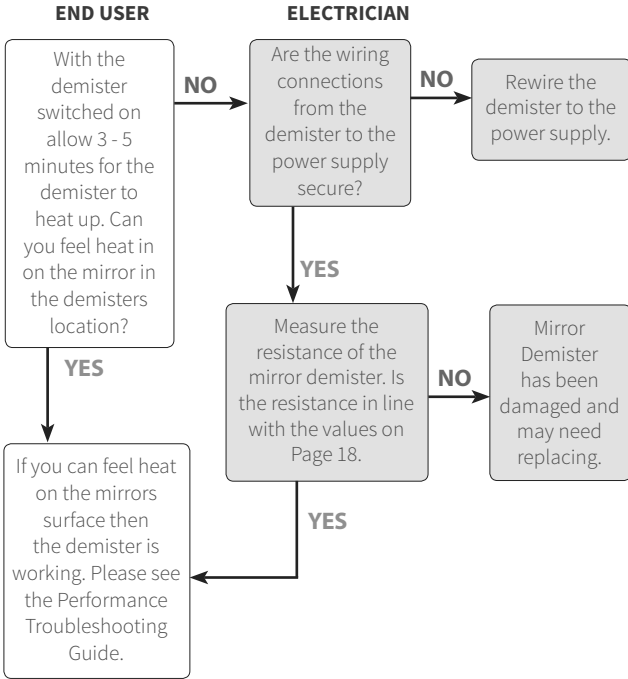 END USER
ELECTRICIAN
With the
demister
switched on
allow 3 - 5
minutes for the
demister to
heat up. Can
you feel heat in
on the mirror in
the demisters
location?
NO
Are the wiring
connections
from the
demister to the
power supply
secure?
NO
Rewire the
demister to the
power supply.
YES
YES
Measure the
resistance of the
mirror demister. Is
the resistance in line
with the values on
Page 18.
NO
Mirror
Demister
has been
damaged and
may need
replacing.
YES
If you can feel heat
on the mirrors
surface then
the demister is
working. Please see
the Performance
Troubleshooting
Guide.